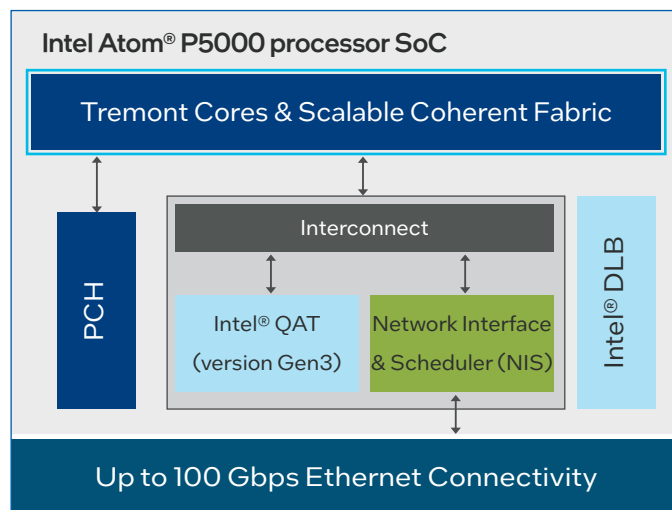 Intel Atom® P5000 processor SoC
Tremont Cores & Scalable Coherent Fabric
PCH
Interconnect
Intel® QAT
(version Gen3)
Network Interface
& Scheduler (NIS)
Intel® DLB
Up to 100 Gbps Ethernet Connectivity